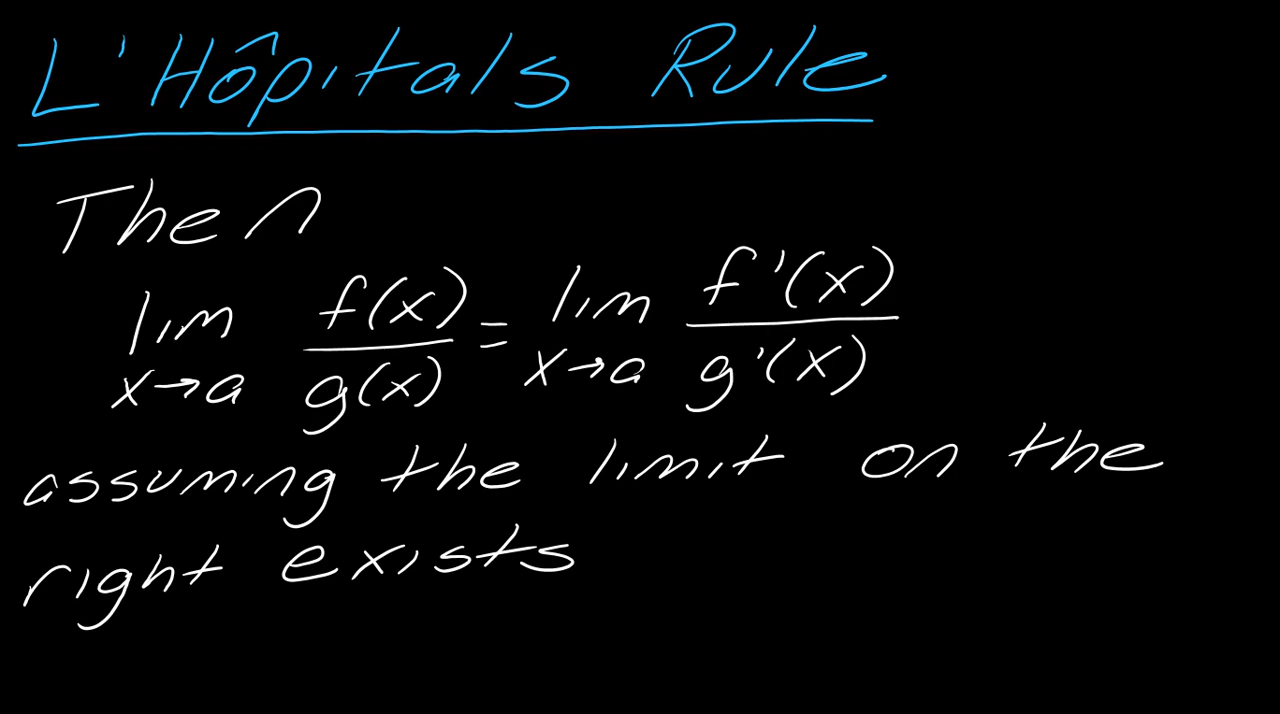 L'Hôpitals Rule
Then
lim f(x) = lim f'(x)
x→a g(x) x→a g'(x)
assuming the limit on the
right exists